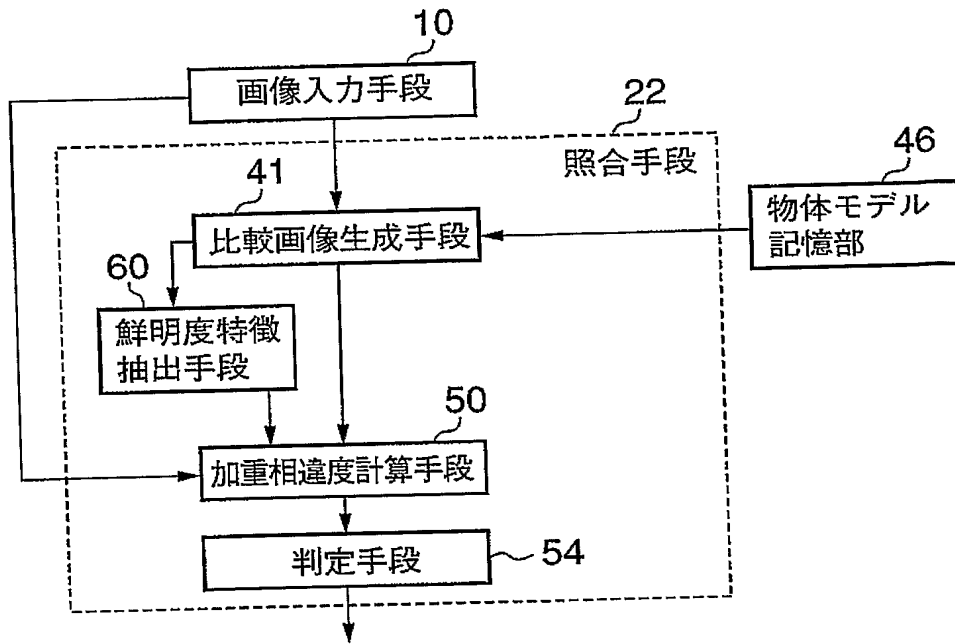 10
画像入力手段
22
照合手段
46
物体モデル
記憶部
41
比較画像生成手段
60
鮮明度特徴
抽出手段
50
加重相違度計算手段
判定手段
54